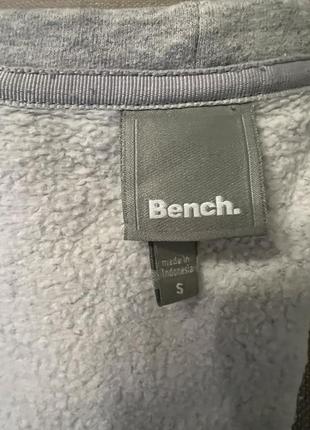 Bench.
made in
Indonesia
S